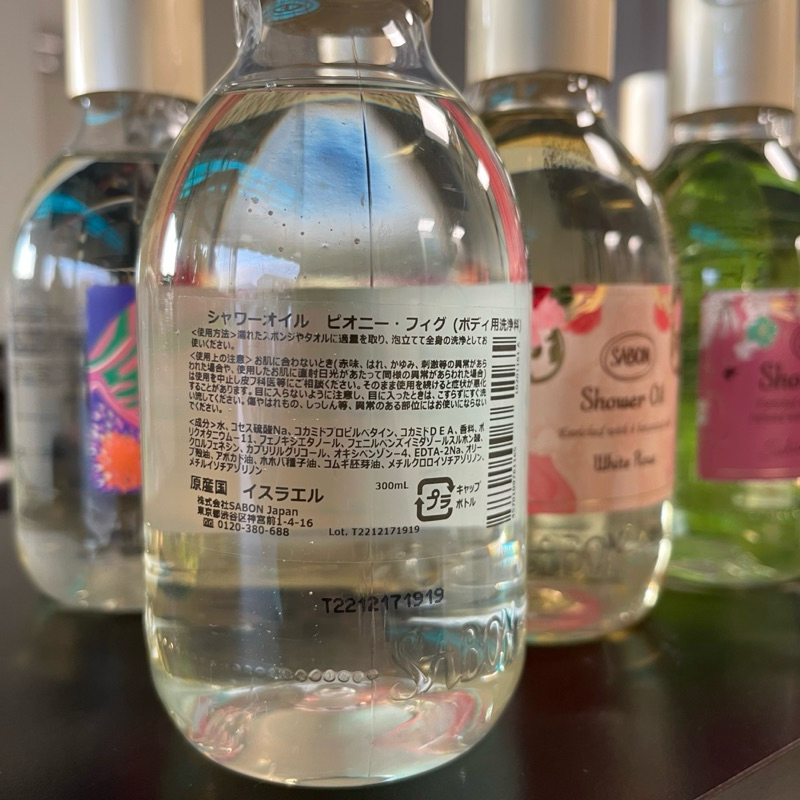 シャワーオイル ピオニー・フィグ (ボディ用洗浄料)
<使用方法>濡れたスポンジやタオルに適量を取り、泡立てて全身の洗浄としてお
使いください。
<使用上の注意>お肌に合わないとき(赤味、はれ、かゆみ、刺激等の異常があら
われた場合や、使用したお肌に直射日光があたって同様の異常があらわれた場合)
は使用を中止し皮フ科医等にご相談ください。そのまま使用を続けると症状が悪化
することがあります。目に入らないように注意し、目に入ったときは、こすらずにすぐ洗
い流してください。傷やはれもの、しっしん等、異常のある部位にはお使いにならない
でください。
<成分>水、コセス硫酸Na、コカミドプロピルベタイン、コカミドDEA、香料、ポ
リクオタニウム-11、フェノキシエタノール、フェニルベンズイミダゾールスルホン酸、
クロルフェネシン、カプリリルグリコール、オキシベンゾン-4、EDTA-2Na、オリー
ブ油、アボカド油、ホホバ種子油、コムギ胚芽油、メチルクロロイソチアゾリノン、
メチルイソチアゾリノン
原産国 イスラエル
300mL
プラ
キャップ
ボトル
株式会社SABON Japan
東京都渋谷区神宮前1-4-16
0120-380-688
Lot. T2212171919
T2212171919
SABON
SABON
Shower Oil
White Rose
Sho